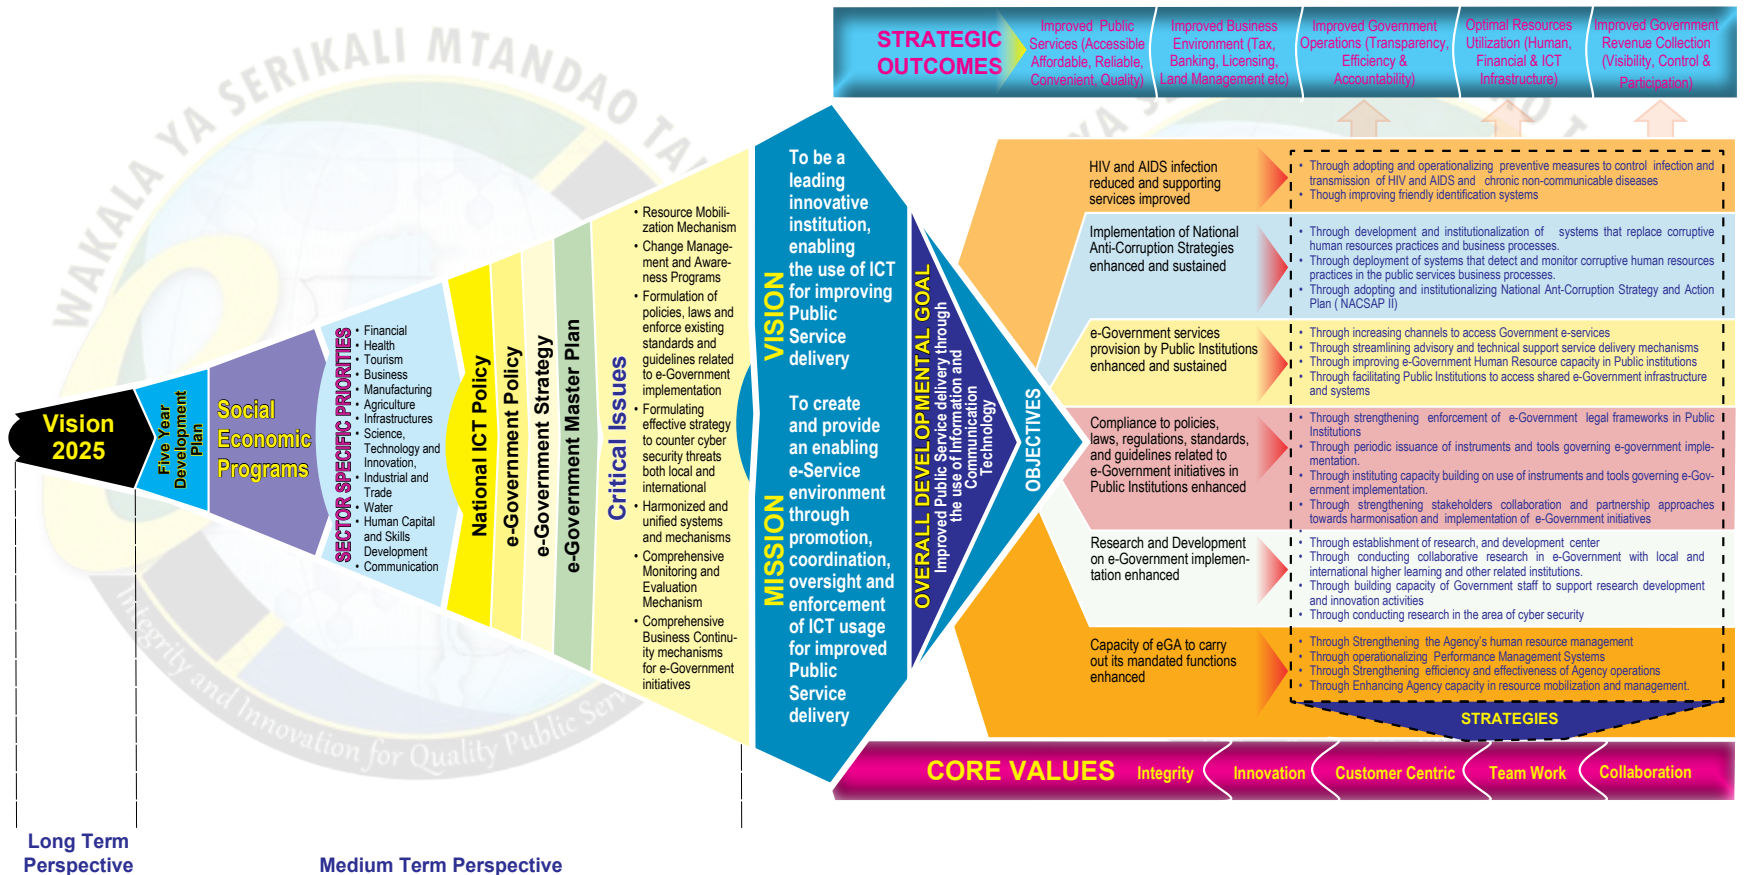 WAKALA YA SERIKALI MTANDAO
Integrity and Innovation for Quality Public
STRATEGIC
OUTCOMES
Improved Public
Services (Accessible
Affordable, Reliable,
Convenient, Quality)
Improved Business
Environment (Tax,
Banking, Licensing,
Land Management etc)
Improved Government
Operations (Transparency,
Efficiency &
Accountability)
Optimal Resources
Utilization (Human,
Financial & ICT
Infrastructure)
Improved Government
Revenue Collection
(Visibility, Control &
Participation)
Vision
2025
Five Year
Development
Plan
Social
Economic
Programs
SECTOR SPECIFIC PRIORITIES
• Financial
• Health
• Tourism
• Business
• Manufacturing
• Agriculture
• Infrastructures
• Science,
Technology and
Innovation,
• Industrial and
Trade
• Water
• Human Capital
and Skills
Development
• Communication
National ICT Policy
e-Government Policy
e-Government Strategy
e-Government Master Plan
Critical Issues
• Resource Mobili-
zation Mechanism
• Change Manage-
ment and Aware-
ness Programs
• Formulation of
policies, laws and
enforce existing
standards and
guidelines related
to e-Government
implementation
• Formulating
effective strategy
to counter cyber
security threats
both local and
international
• Harmonized and
unified systems
and mechanisms
• Comprehensive
Monitoring and
Evaluation
Mechanism
• Comprehensive
Business Continu-
ity mechanisms
for e-Government
initiatives
VISION
To be a
leading
innovative
institution,
enabling
the use of ICT
for improving
Public
Service
delivery
MISSION
To create
and provide
an enabling
e-Service
environment
through
promotion,
coordination,
oversight and
enforcement
of ICT usage
for improved
Public
Service
delivery
OVERALL DEVELOPMENTAL GOAL
Improved Public Service delivery through
the use of Information and
Communication
Technology
OBJECTIVES
HIV and AIDS infection
reduced and supporting
services improved
• Through adopting and operationalizing preventive measures to control infection and
transmission of HIV and AIDS and chronic non-communicable diseases
• Though improving friendly identification systems
Implementation of National
Anti-Corruption Strategies
enhanced and sustained
• Through development and institutionalization of systems that replace corruptive
human resources practices and business processes.
• Through deployment of systems that detect and monitor corruptive human resources
practices in the public services business processes.
• Through adopting and institutionalizing National Ant-Corruption Strategy and Action
Plan ( NACSAP II)
e-Government services
provision by Public Institutions
enhanced and sustained
• Through increasing channels to access Government e-services
• Through streamlining advisory and technical support service delivery mechanisms
• Through improving e-Government Human Resource capacity in Public institutions
• Through facilitating Public Institutions to access shared e-Government infrastructure
and systems
Compliance to policies,
laws, regulations, standards,
and guidelines related to
e-Government initiatives in
Public Institutions enhanced
• Through strengthening enforcement of e-Government legal frameworks in Public
Institutions
• Through periodic issuance of instruments and tools governing e-government imple-
mentation.
• Through instituting capacity building on use of instruments and tools governing e-Gov-
ernment implementation.
• Through strengthening stakeholders collaboration and partnership approaches
towards harmonisation and implementation of e-Government initiatives
Research and Development
on e-Government implemen-
tation enhanced
• Through establishment of research, and development center
• Through conducting collaborative research in e-Government with local and
international higher learning and other related institutions.
• Through building capacity of Government staff to support research development
and innovation activities
• Through conducting research in the area of cyber security
Capacity of eGA to carry
out its mandated functions
enhanced
• Through Strengthening the Agency's human resource management
• Through operationalizing Performance Management Systems
• Through Strengthening efficiency and effectiveness of Agency operations
• Through Enhancing Agency capacity in resource mobilization and management.
STRATEGIES
CORE VALUES
Integrity
Innovation
Customer Centric
Team Work
Collaboration
Long Term
Perspective
Medium Term Perspective